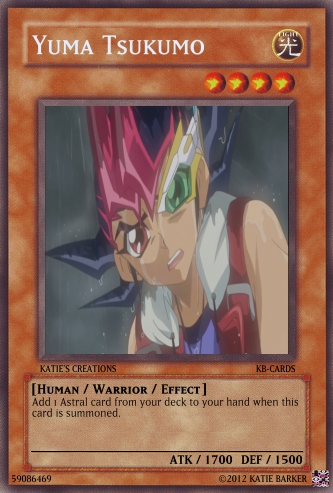 YUMA TSUKUMO
LIGHT
光
KATIE'S CREATIONS KB-CARDS
[HUMAN / WARRIOR / EFFECT]
Add 1 Astral card from your deck to your hand when this
card is summoned.
ATK / 1700 DEF / 1500
59086469 ©2012 KATIE BARKER